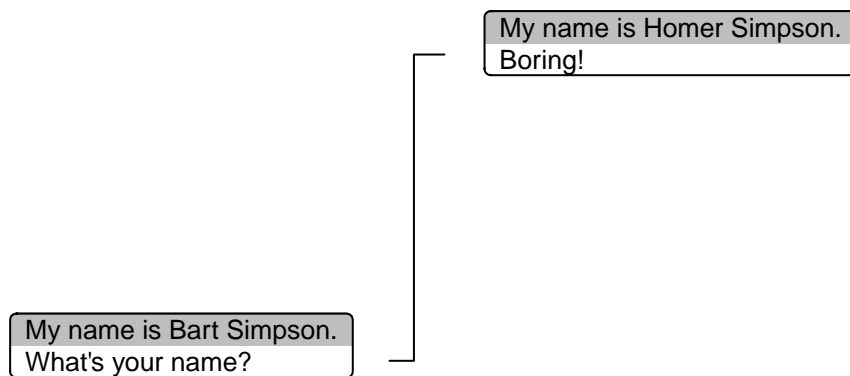 My name is Homer Simpson.
Boring!
My name is Bart Simpson.
What's your name?